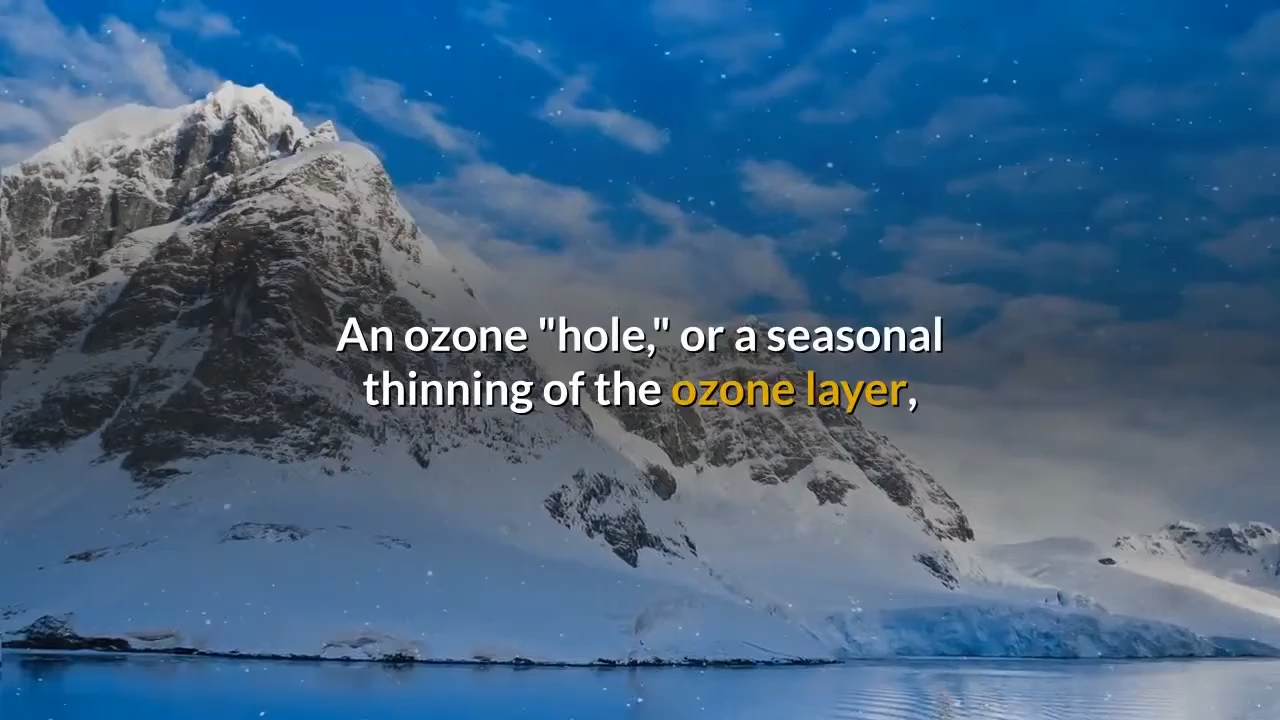 An ozone "hole," or a seasonal
thinning of the ozone layer,